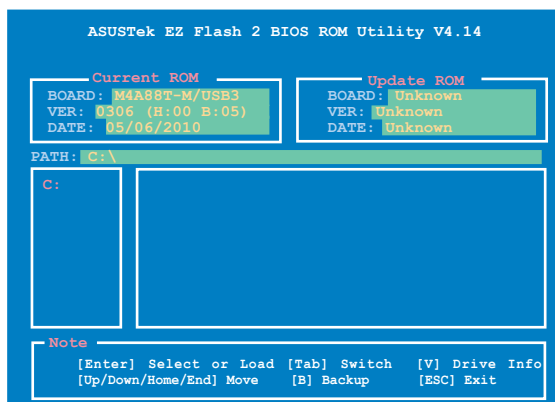 ASUSTek EZ Flash 2 BIOS ROM Utility V4.14
Current ROM
BOARD: M4A88T-M/USB3
VER: 0306 (H:00 B:05)
DATE: 05/06/2010
Update ROM
BOARD: Unknown
VER: Unknown
DATE: Unknown
PATH: C:\
C:
Note
[Enter] Select or Load [Tab] Switch [V] Drive Info
[Up/Down/Home/End] Move [B] Backup [ESC] Exit